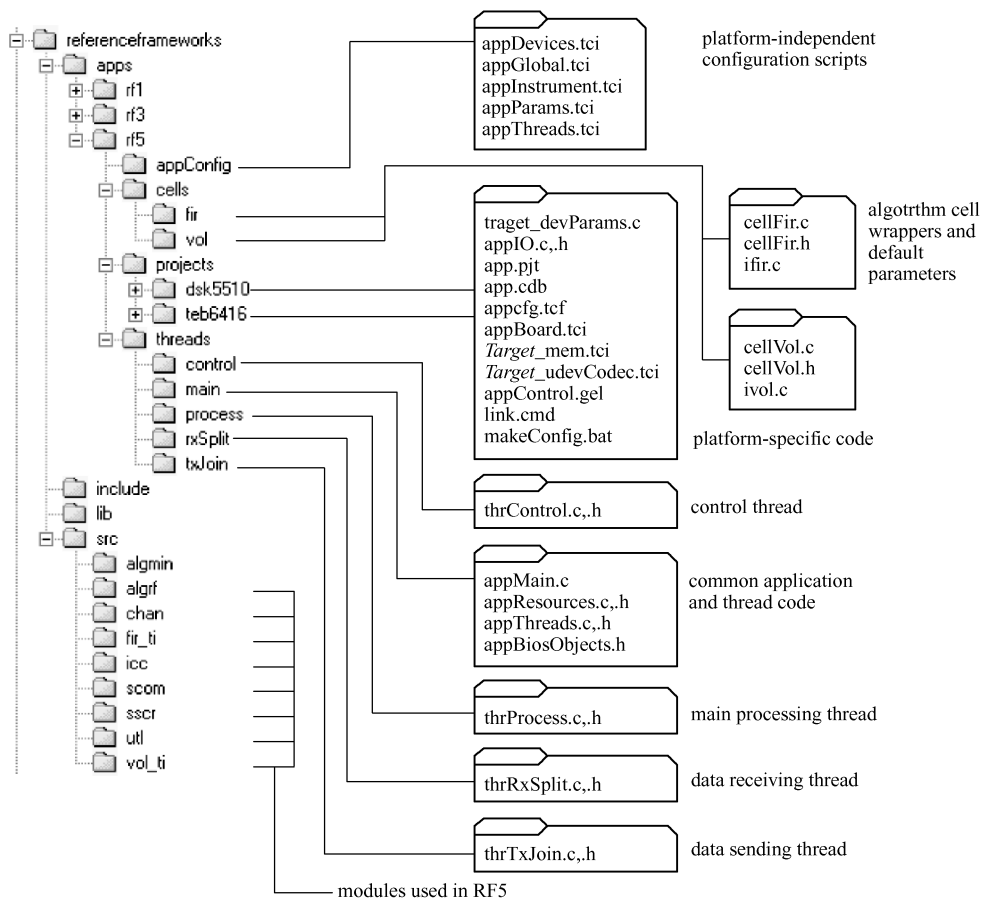 referenceframeworks
apps
rf1
rf3
rf5
appConfig
cells
fir
vol
projects
dsk5510
teb6416
threads
control
main
process
rxSplit
txJoin
include
lib
src
algmin
algrf
chan
fir_ti
icc
scom
sscr
utl
vol_ti
appDevices.tci
appGlobal.tci
appInstrument.tci
appParams.tci
appThreads.tci
platform-independent
configuration scripts
traget_devParams.c
appIO.c,.h
app.pjt
app.cdb
appcfg.tcf
appBoard.tci
Target_mem.tci
Target_udevCodec.tci
appControl.gel
link.cmd
makeConfig.bat
cellFir.c
cellFir.h
ifir.c
algotrthm cell
wrappers and
default
parameters
cellVol.c
cellVol.h
ivol.c
platform-specific code
thrControl.c,.h
control thread
appMain.c
appResources.c,.h
appThreads.c,.h
appBiosObjects.h
common application
and thread code
thrProcess.c,.h
main processing thread
thrRxSplit.c,.h
data receiving thread
thrTxJoin.c,.h
data sending thread
modules used in RF5